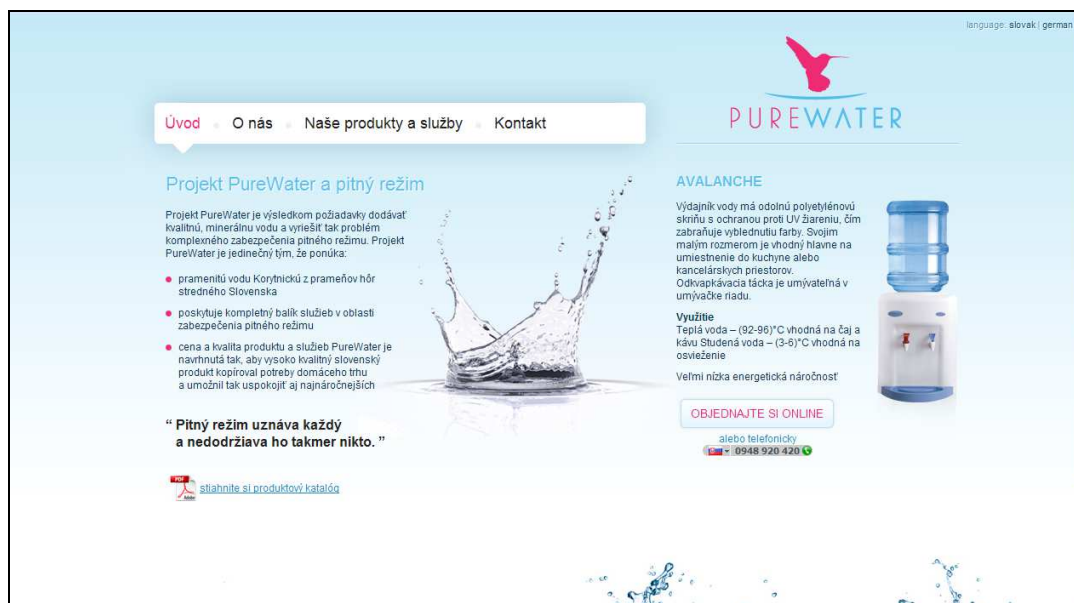 language: slovak | german
PUREWATER
Úvod
O nás
Naše produkty a služby
Kontakt
Projekt PureWater a pitný režim
Projekt PureWater je výsledkom požiadavky dodávať
kvalitnú, minerálnu vodu a vyriešiť tak problém
komplexného zabezpečenia pitného režimu. Projekt
PureWater je jedinečný tým, že ponúka:
pramenitú vodu Korytnickú z prameňov hôr
stredného Slovenska
poskytuje kompletný balík služieb v oblasti
zabezpečenia pitného režimu
cena a kvalita produktu a služieb PureWater je
navrhnutá tak, aby vysoko kvalitný slovenský
produkt kopíroval potreby domáceho trhu
a umožnil tak uspokojiť aj najnáročnejších
“ Pitný režim uznáva každý
a nedodržiava ho takmer nikto. ”
PDF
Adobe
stiahnite si produktový katalóg
AVALANCHE
Výdajník vody má odolnú polyetylénovú
skriňu s ochranou proti UV žiareniu, čím
zabraňuje vyblednutiu farby. Svojim
malým rozmerom je vhodný hlavne na
umiestnenie do kuchyne alebo
kancelárskych priestorov.
Odkvapkávacia tácka je umývateľná v
umývačke riadu.
Využitie
Teplá voda – (92-96)°C vhodná na čaj a
kávu Studená voda – (3-6)°C vhodná na
osvieženie
Veľmi nízka energetická náročnosť
OBJEDNAJTE SI ONLINE
alebo telefonicky
0948 920 420